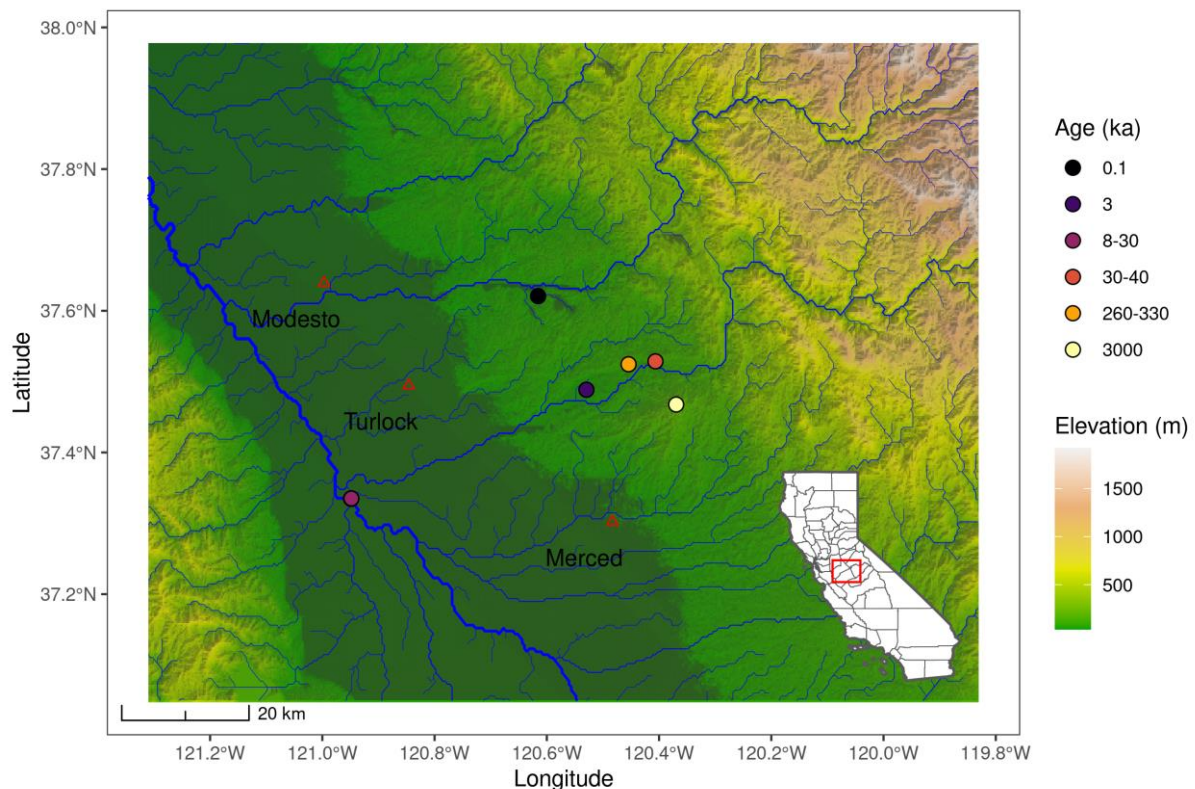 38.0°N
37.8°N
37.6°N
37.4°N
37.2°N
Latitude
Modesto
Turlock
Merced
20 km
121.2°W
121.0°W
120.8°W
120.6°W
120.4°W
120.2°W
120.0°W
119.8°W
Longitude
Age (ka)
0.1
3
8-30
30-40
260-330
3000
Elevation (m)
1500
1000
500